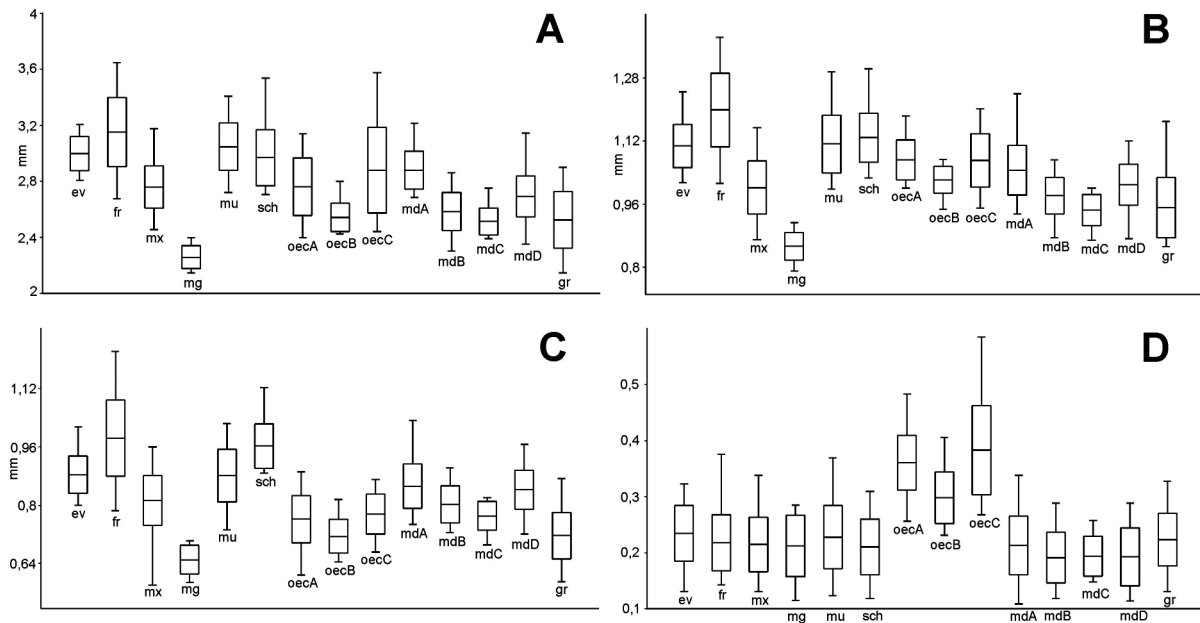 A
4
3,6
3,2
mm
2,8
2,4
2
ev
fr
mx
mg
mu
sch
oecA
oecB
oecC
mdA
mdB
mdC
mdD
gr
B
1,28
1,12
mm
0,96
0,8
ev
fr
mx
mg
mu
sch
oecA
oecB
oecC
mdA
mdB
mdC
mdD
gr
C
1,12
0,96
mm
0,8
0,64
ev
fr
mx
mg
mu
sch
oecA
oecB
oecC
mdA
mdB
mdC
mdD
gr
D
0,5
0,4
0,3
0,2
0,1
ev
fr
mx
mg
mu
sch
oecA
oecB
oecC
mdA
mdB
mdC
mdD
gr